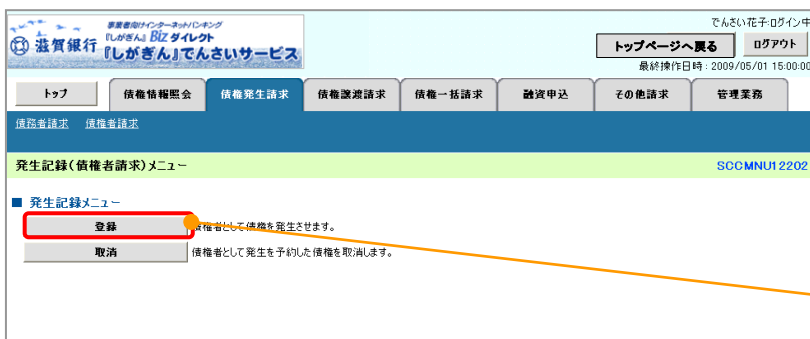 事業者向けインターネットバンキング
『しがぎん』Biz ダイレクト
滋賀銀行 『しがぎん』でんさいサービス
でんさい花子:ログイン中
トップページへ戻る ログアウト
最終操作日時:2009/05/01 15:00:00
トップ 債権情報照会 債権発生請求 債権譲渡請求 債権一括請求 融資申込 その他請求 管理業務
債務者請求 債権者請求
発生記録(債権者請求)メニュー SCCMNU12202
■ 発生記録メニュー
登録 債権者として債権を発生させます。
取消 債権者として発生を予約した債権を取消します。